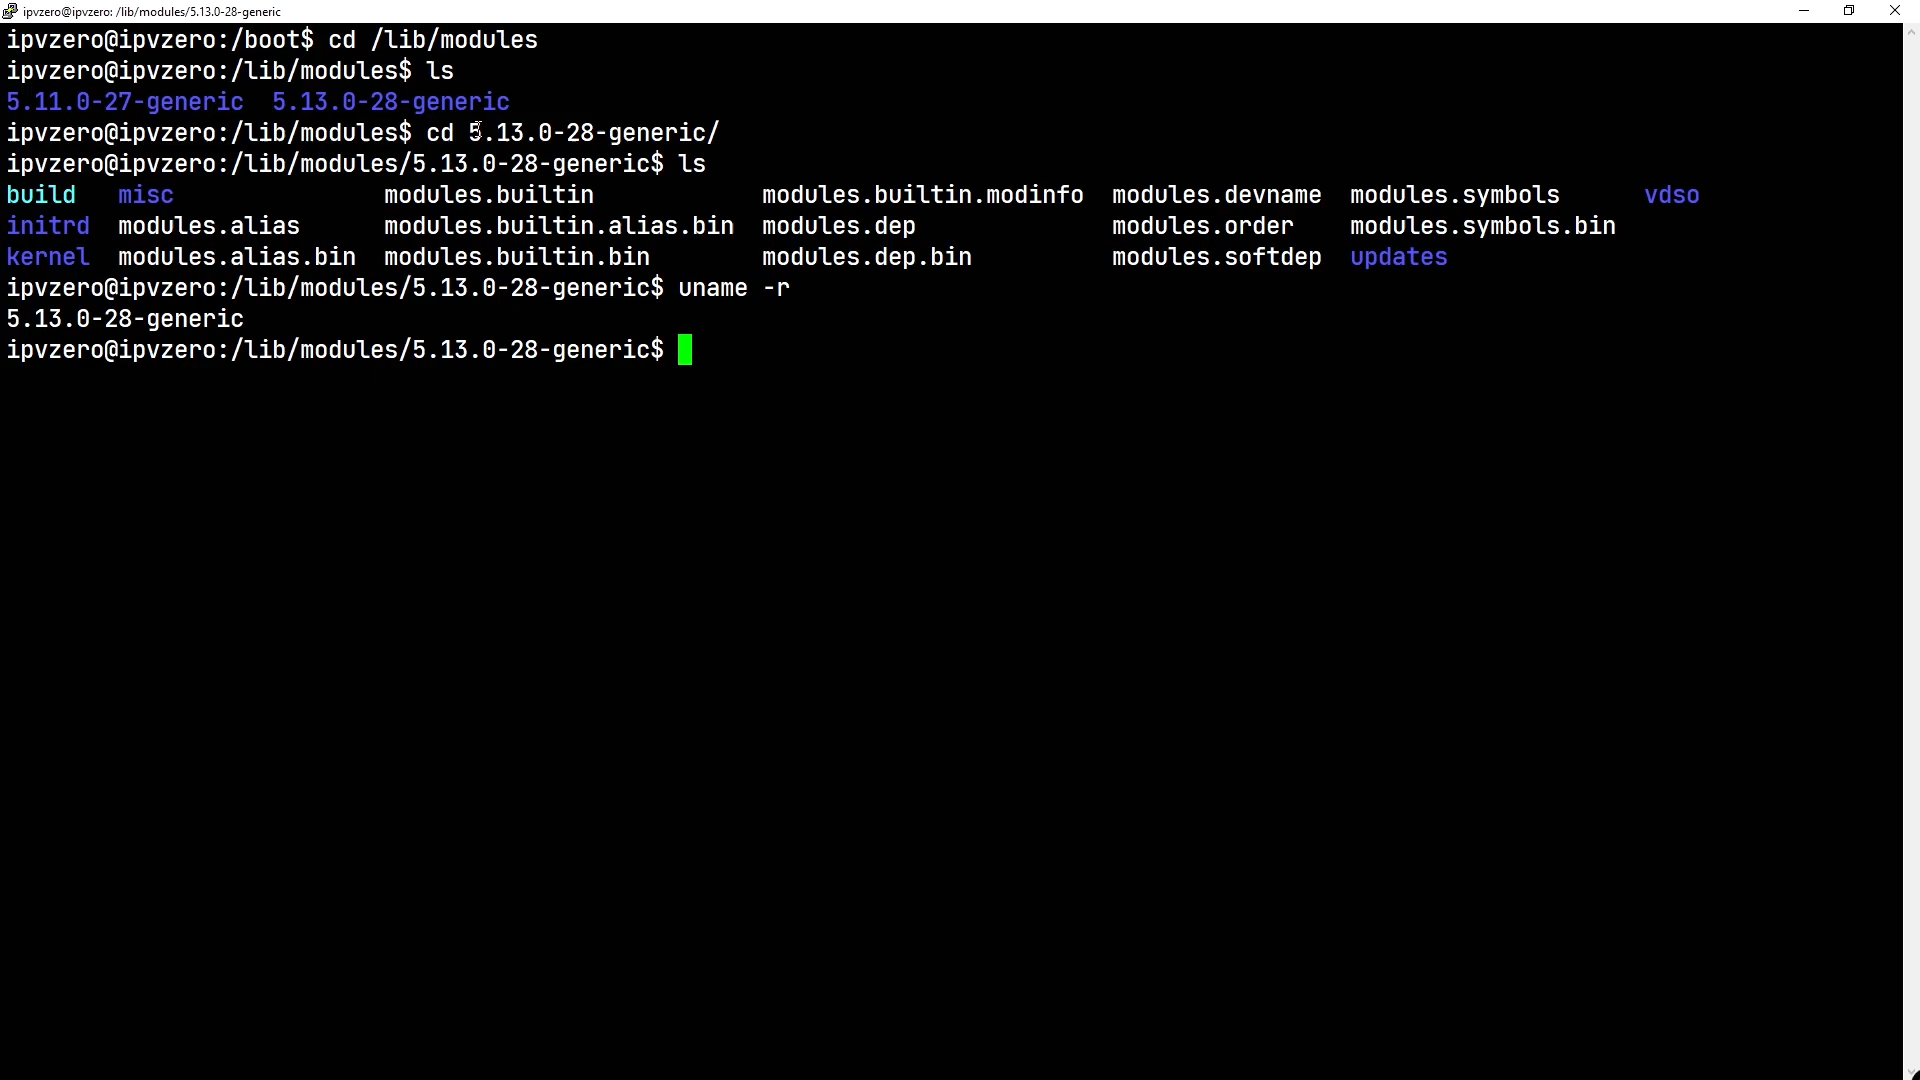 ipvzero@ipvzero: /lib/modules/5.13.0-28-generic
ipvzero@ipvzero:/boot$ cd /lib/modules
ipvzero@ipvzero:/lib/modules$ ls
5.11.0-27-generic  5.13.0-28-generic
ipvzero@ipvzero:/lib/modules$ cd 5.13.0-28-generic/
ipvzero@ipvzero:/lib/modules/5.13.0-28-generic$ ls
build   misc               modules.builtin            modules.builtin.modinfo  modules.devname  modules.symbols      vdso
initrd  modules.alias      modules.builtin.alias.bin  modules.dep              modules.order    modules.symbols.bin
kernel  modules.alias.bin  modules.builtin.bin        modules.dep.bin          modules.softdep  updates
ipvzero@ipvzero:/lib/modules/5.13.0-28-generic$ uname -r
5.13.0-28-generic
ipvzero@ipvzero:/lib/modules/5.13.0-28-generic$